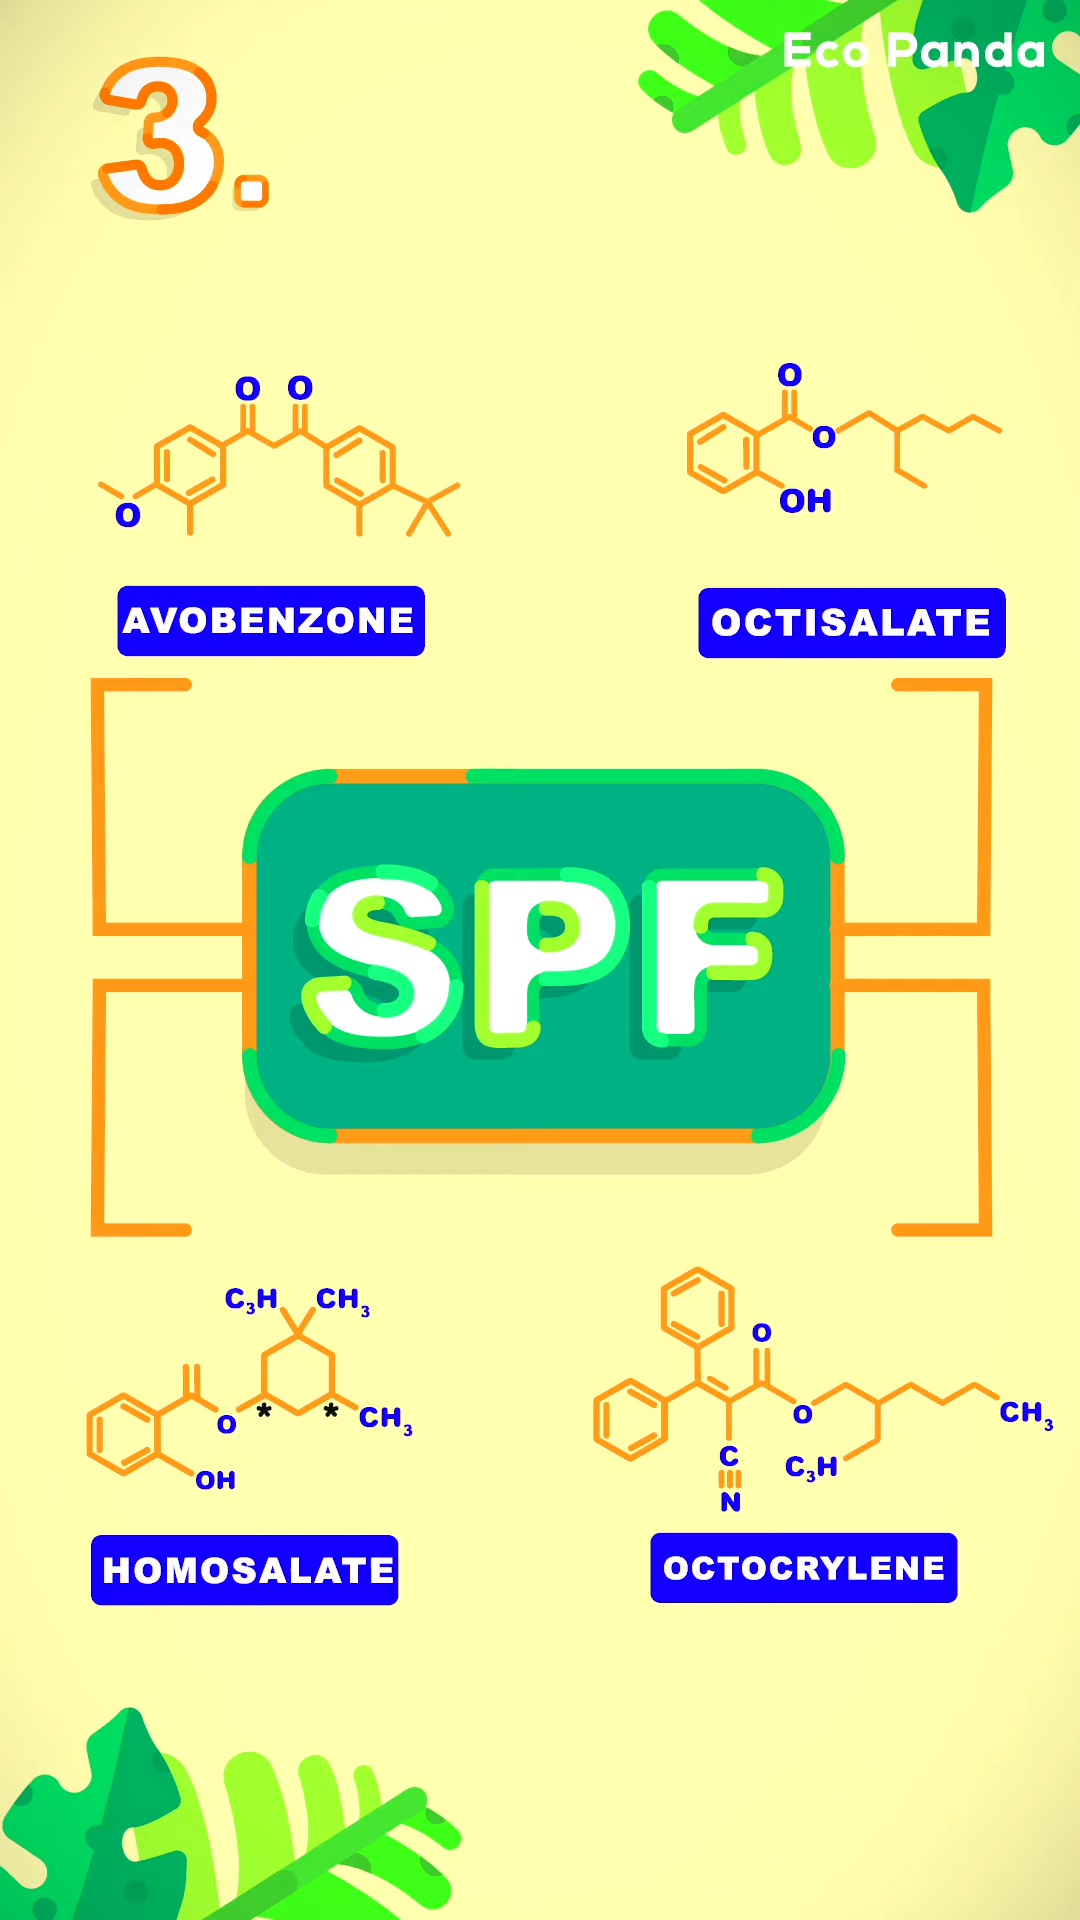 Eco Panda
3.
O O
O
O
O
OH
AVOBENZONE
OCTISALATE
SPF
C₃H CH₃
O
OH
* * CH₃
O
O
CH₃
C
N
C₃H
HOMOSALATE
OCTOCRYLENE